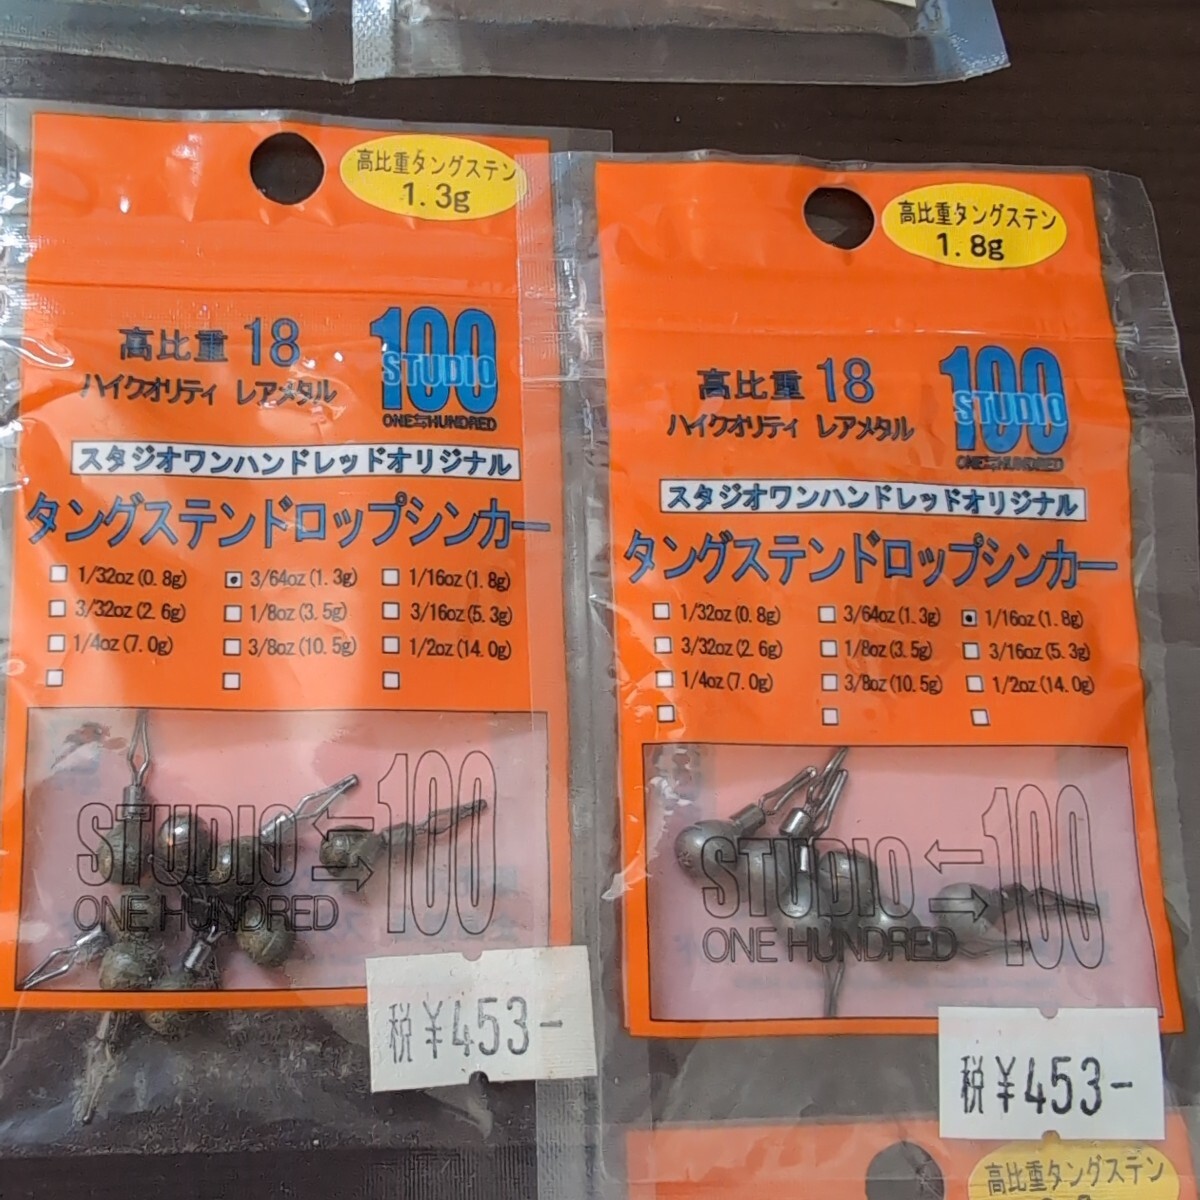 高比重タングステン
1.3g
高比重 18
ハイクオリティ レアメタル
100
STUDIO
ONE⇆HUNDRED
スタジオワンハンドレッドオリジナル
タングステンドロップシンカー
1/32oz(0.8g) 3/64oz(1.3g) 1/16oz(1.8g)
3/32oz(2.6g) 1/8oz(3.5g) 3/16oz(5.3g)
1/4oz(7.0g) 3/8oz(10.5g) 1/2oz(14.0g)
STUDIO⇆100
ONE HUNDRED
税¥453-
高比重タングステン
1.8g
高比重 18
ハイクオリティ レアメタル
100
STUDIO
ONE⇆HUNDRED
スタジオワンハンドレッドオリジナル
タングステンドロップシンカー
1/32oz(0.8g) 3/64oz(1.3g) 1/16oz(1.8g)
3/32oz(2.6g) 1/8oz(3.5g) 3/16oz(5.3g)
1/4oz(7.0g) 3/8oz(10.5g) 1/2oz(14.0g)
STUDIO⇆100
ONE HUNDRED
税¥453-
高比重タングステン